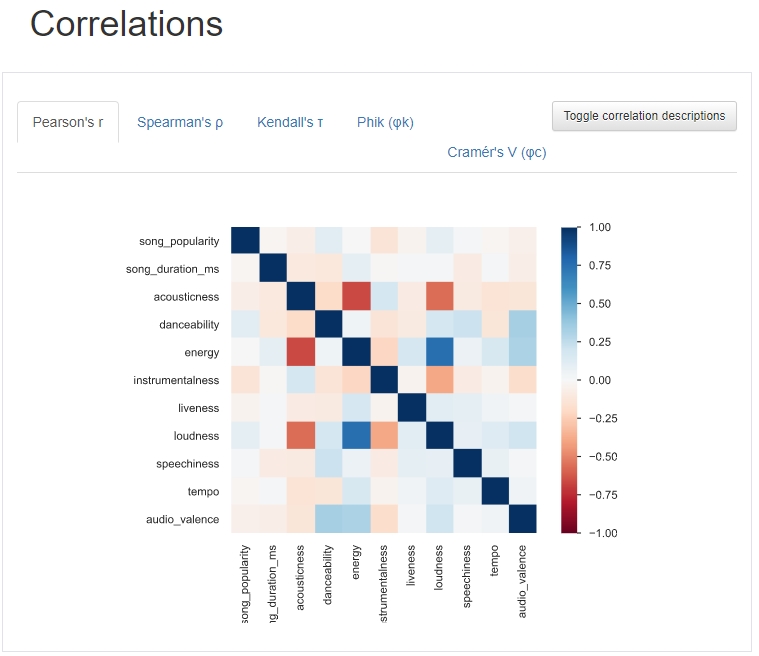 Correlations
Pearson's r
Spearman's ρ
Kendall's τ
Phik (φk)
Toggle correlation descriptions
Cramér's V (φc)
song_popularity
song_duration_ms
acousticness
danceability
energy
instrumentalness
liveness
loudness
speechiness
tempo
audio_valence
1.00
0.75
0.50
0.25
0.00
−0.25
−0.50
−0.75
−1.00
song_popularity
ng_duration_ms
acousticness
danceability
energy
strumentalness
liveness
loudness
speechiness
tempo
audio_valence